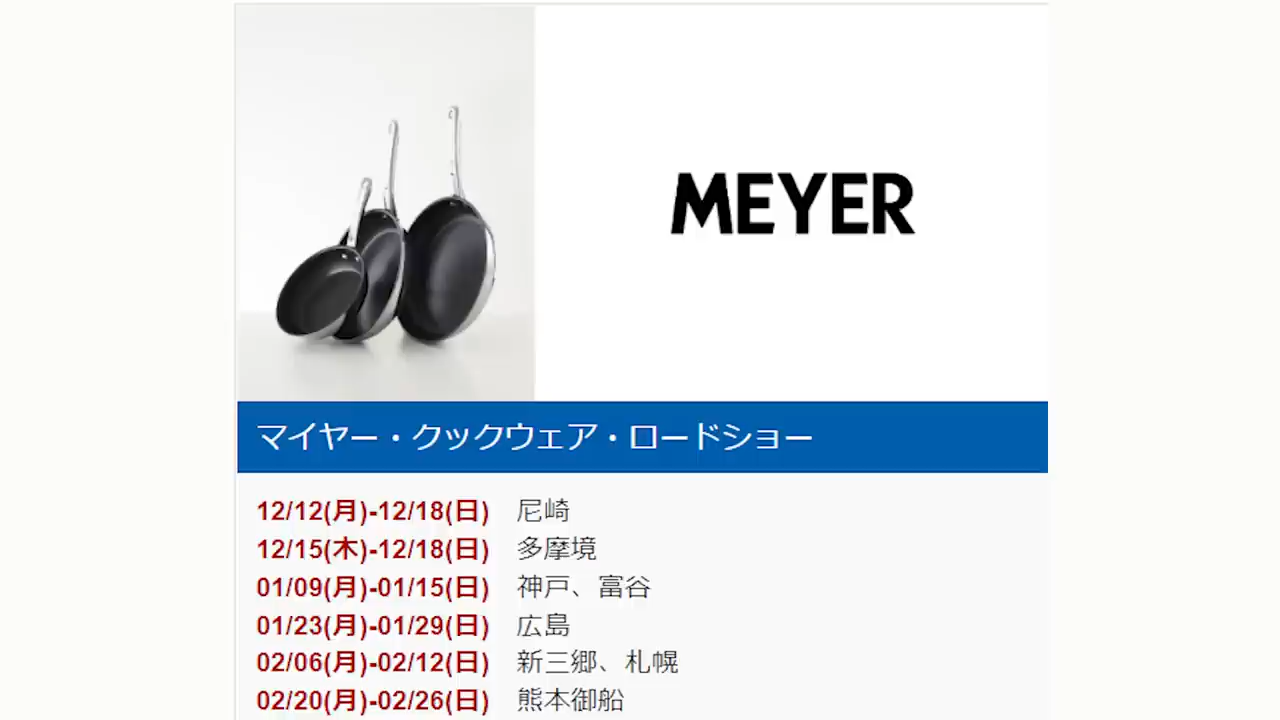 MEYER
マイヤー・クックウェア・ロードショー
12/12(月)-12/18(日) 尼崎
12/15(木)-12/18(日) 多摩境
01/09(月)-01/15(日) 神戸、富谷
01/23(月)-01/29(日) 広島
02/06(月)-02/12(日) 新三郷、札幌
02/20(月)-02/26(日) 熊本御船